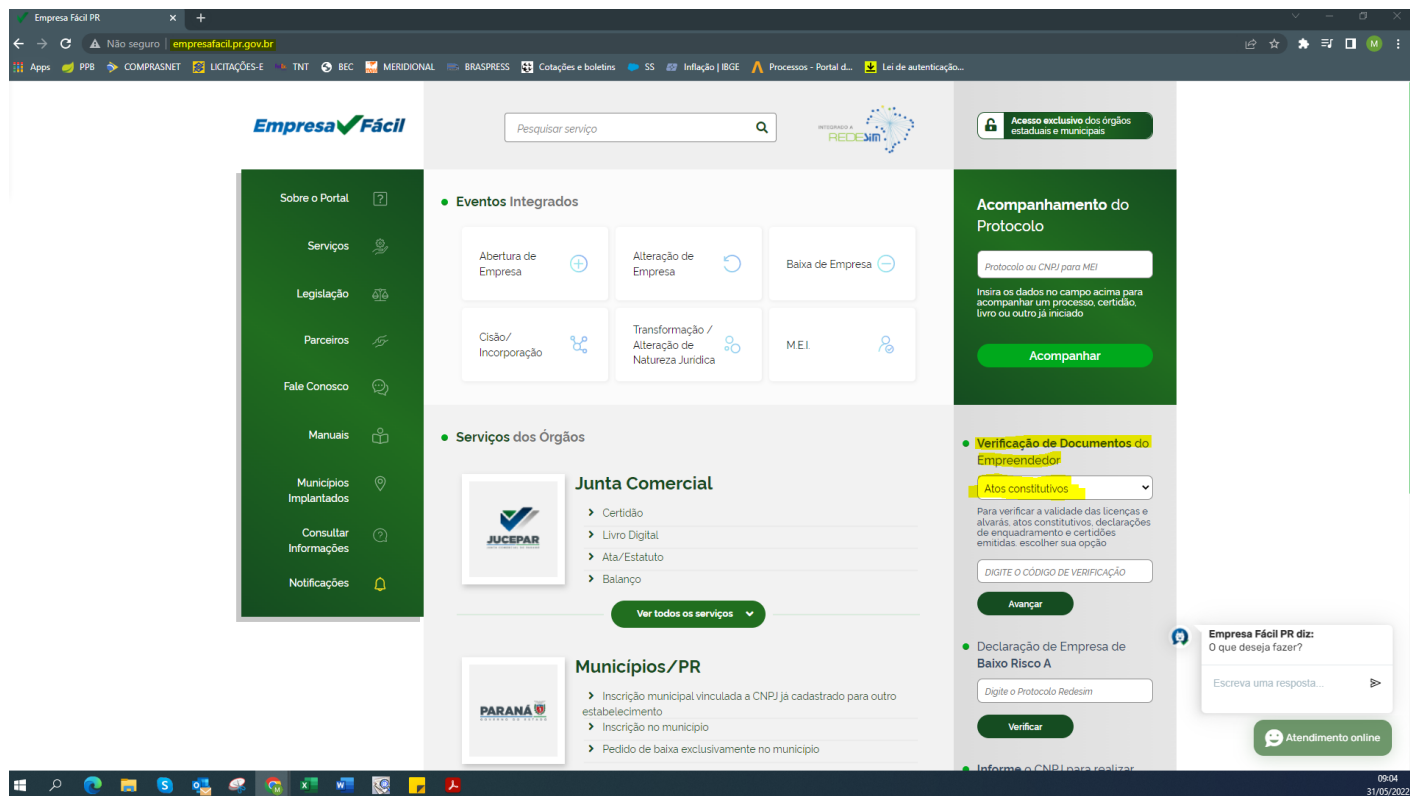 Empresa Fácil PR
Não seguro | empresafacil.pr.gov.br
M
Apps PPB COMPRASNET LICITAÇÕES-E TNT BEC MERIDIONAL BRASPRESS Cotações e boletins SS Inflação | IBGE Processos - Portal d... Lei de autenticação...
Empresa Fácil
Pesquisar serviço
INTEGRADO A
REDESIM
Acesso exclusivo dos órgãos
estaduais e municipais
Sobre o Portal
Serviços
Legislação
Parceiros
Fale Conosco
Manuais
Municípios
Implantados
Consultar
Informações
Notificações
Eventos Integrados
Abertura de
Empresa
Alteração de
Empresa
Baixa de Empresa
Cisão/
Incorporação
Transformação /
Alteração de
Natureza Jurídica
M.E.I.
Acompanhamento do
Protocolo
Protocolo ou CNPJ para MEI
Insira os dados no campo acima para
acompanhar um processo, certidão,
livro ou outro já iniciado
Acompanhar
Serviços dos Órgãos
JUCEPAR
Junta Comercial
Certidão
Livro Digital
Ata/Estatuto
Balanço
Ver todos os serviços
PARANÁ
GOVERNO DO ESTADO
Municípios/PR
Inscrição municipal vinculada a CNPJ já cadastrado para outro
estabelecimento
Inscrição no município
Pedido de baixa exclusivamente no município
Verificação de Documentos do
Empreendedor
Atos constitutivos
Para verificar a validade das licenças e
alvarás, atos constitutivos, declarações
de enquadramento e certidões
emitidas. escolher sua opção
DIGITE O CÓDIGO DE VERIFICAÇÃO
Avançar
Declaração de Empresa de
Baixo Risco A
Digite o Protocolo Redesim
Verificar
Informe o CNPJ para realizar
Empresa Fácil PR diz:
O que deseja fazer?
Escreva uma resposta...
Atendimento online
09:04
31/05/2022